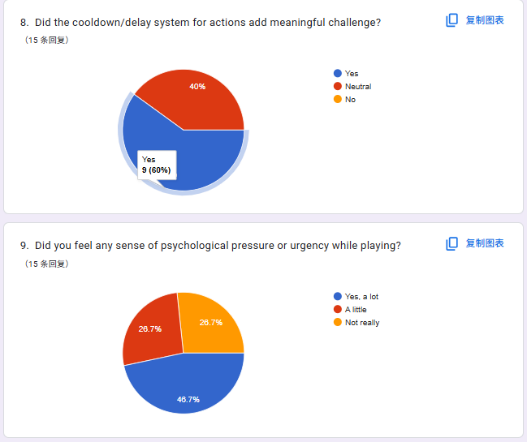 8. Did the cooldown/delay system for actions add meaningful challenge?
复制图表
(15 条回复)
40%
Yes
9 (60%)
Yes
Neutral
No
9. Did you feel any sense of psychological pressure or urgency while playing?
复制图表
(15 条回复)
26.7%
26.7%
46.7%
Yes, a lot
A little
Not really